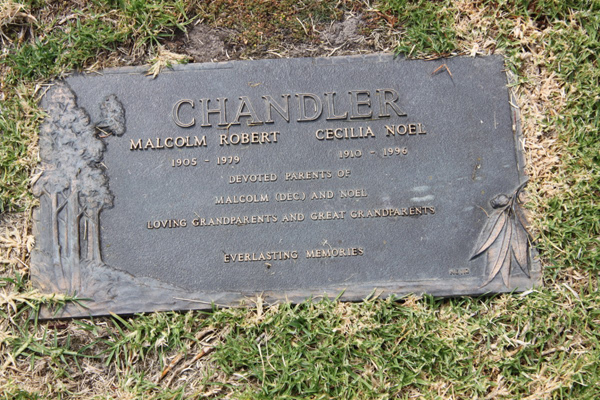 CHANDLER
MALCOLM ROBERT CECILIA NOEL
1905 - 1979 1910 - 1996
DEVOTED PARENTS OF
MALCOLM (DEC.) AND NOEL
LOVING GRANDPARENTS AND GREAT GRANDPARENTS
EVERLASTING MEMORIES